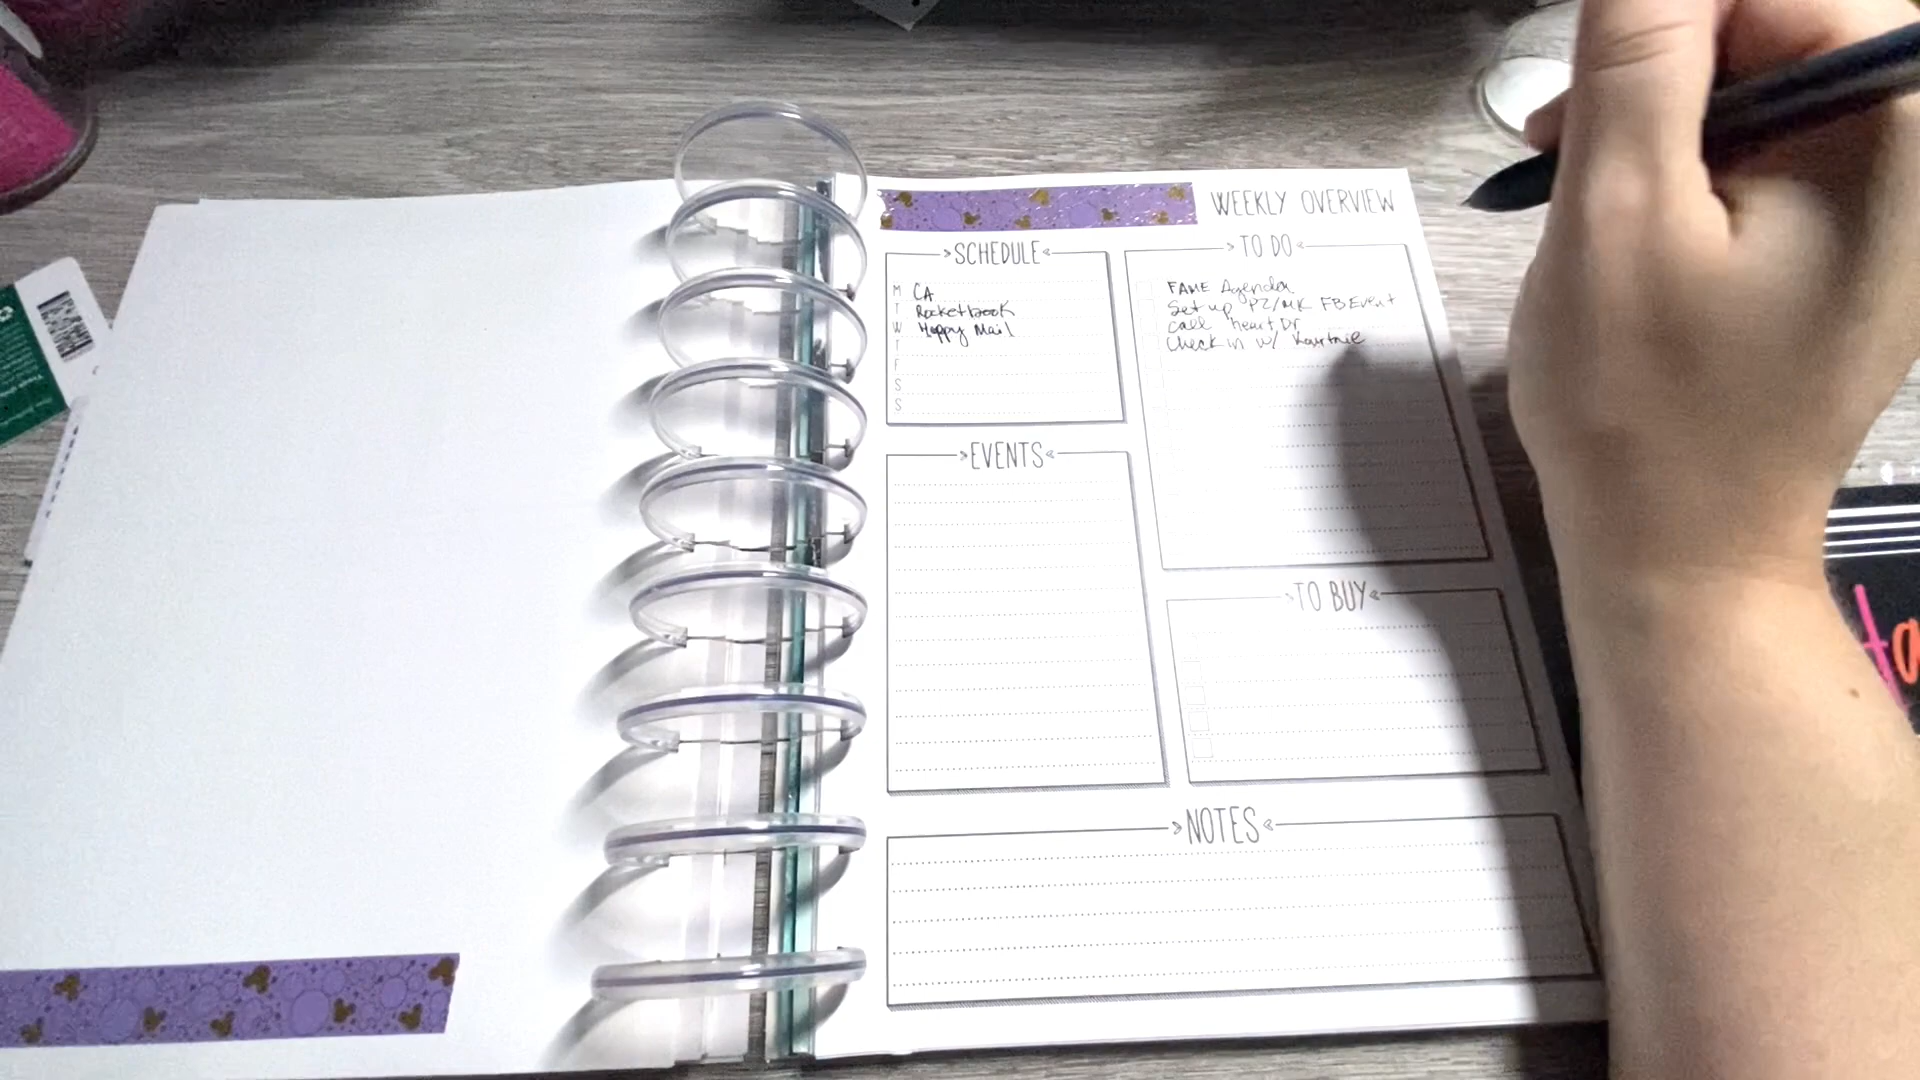 WEEKLY OVERVIEW
>SCHEDULE<
M CA
T Rocketbook
W Happy Mail
T
F
S
S
>TO DO<
FAME Agenda
Set up PZ/MK FB Event
call heart Dr
Check in w/ Kourtnie
>EVENTS<
>TO BUY<
>NOTES<